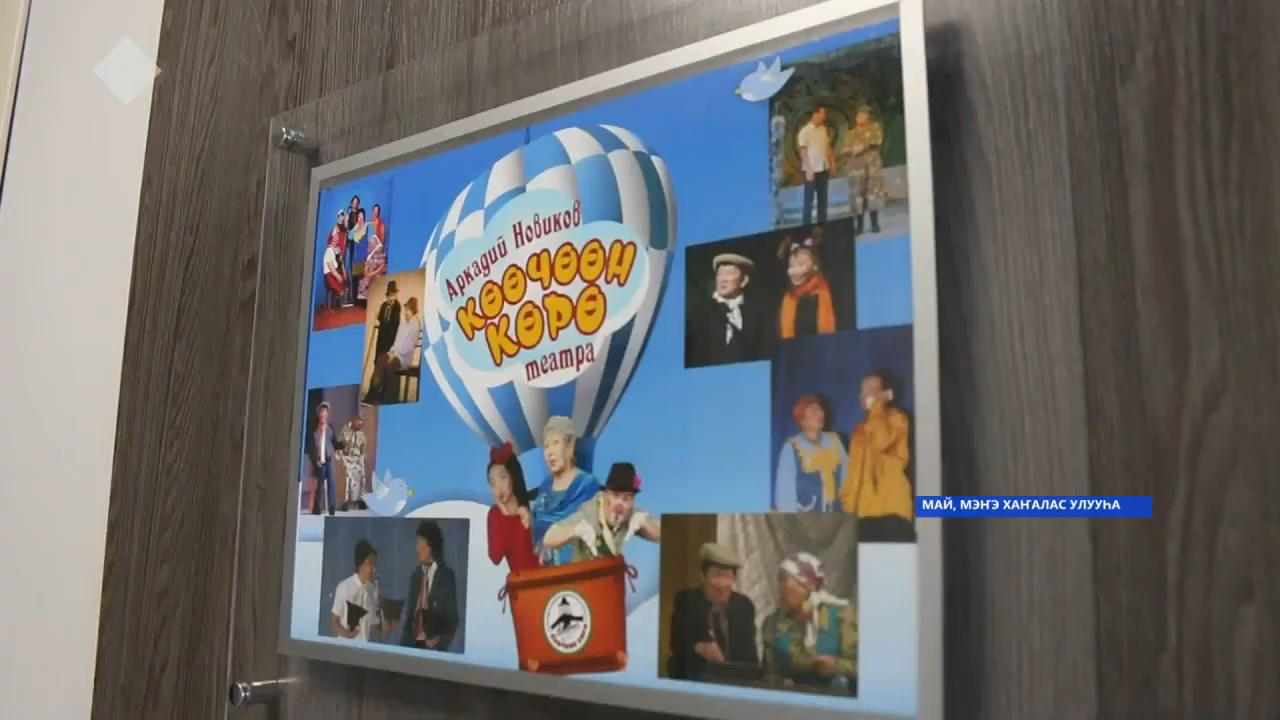 Аркадий Новиков
КӨӨЧӨӨН
КӨРӨ
театра
МАЙ, МЭҤЭ ХАҤАЛАС УЛУУҺА